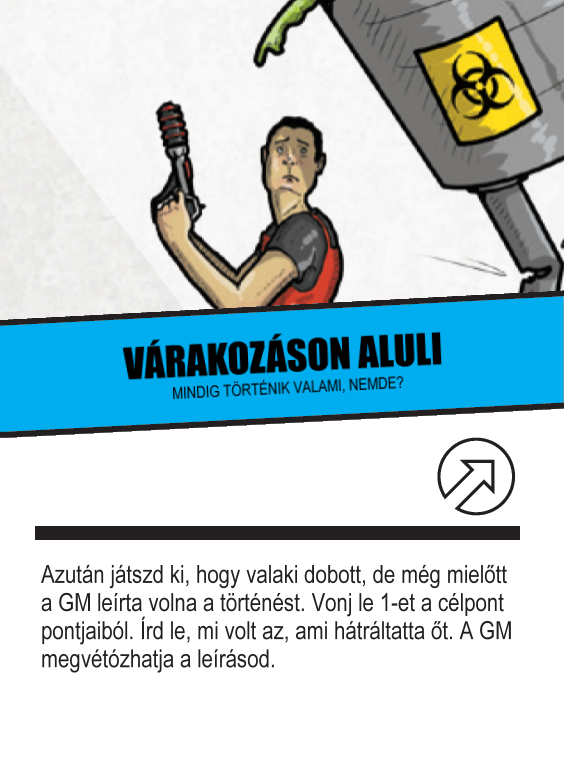 VÁRAKOZÁSON ALULI
MINDIG TÖRTÉNIK VALAMI, NEMDE?
Azután játszd ki, hogy valaki dobott, de még mielőtt
a GM leírta volna a történést. Vonj le 1-et a célpont
pontjaiból. Írd le, mi volt az, ami hátráltatta őt. A GM
megvétózhatja a leírásod.